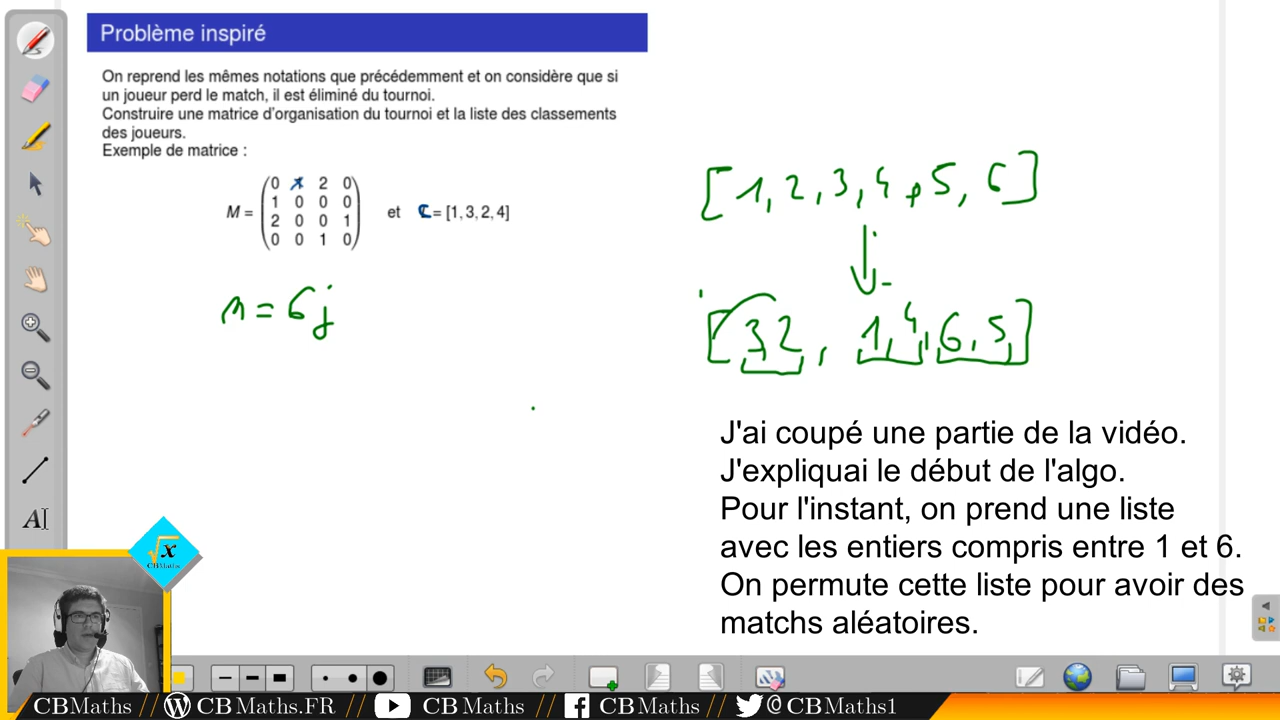 Problème inspiré
On reprend les mêmes notations que précédemment et on considère que si
un joueur perd le match, il est éliminé du tournoi.
Construire une matrice d'organisation du tournoi et la liste des classements
des joueurs.
Exemple de matrice :
0 1 2 0
1 0 0 0
M = 2 0 0 1 et C = [1, 3, 2, 4]
0 0 1 0
n = 6j
[1, 2, 3, 4, 5, 6]
[3, 2, 1, 4, 6, 5]
J'ai coupé une partie de la vidéo.
J'expliquai le début de l'algo.
Pour l'instant, on prend une liste
avec les entiers compris entre 1 et 6.
On permute cette liste pour avoir des
matchs aléatoires.
AI
√x
CBMaths
CBMaths CBMaths.FR CBMaths CBMaths @CBMaths1